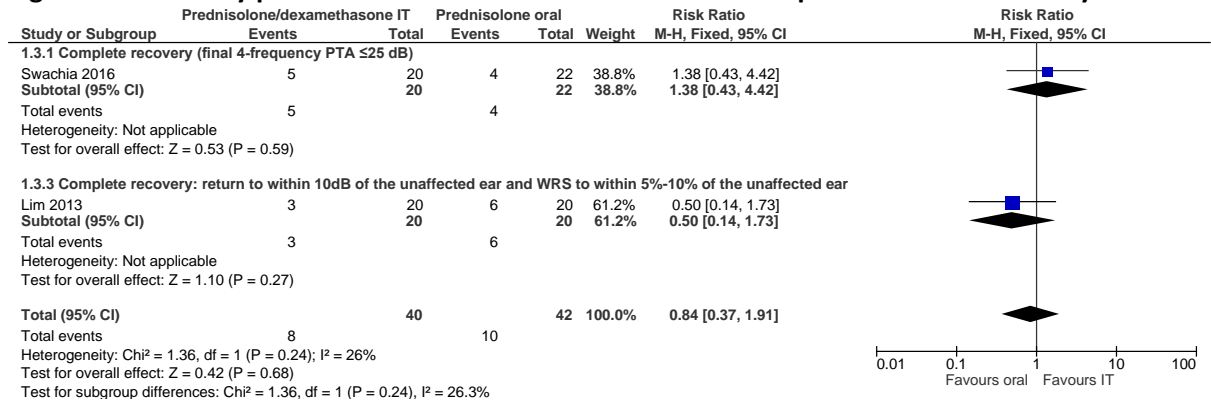 Prednisolone/dexamethasone IT Prednisolone oral Risk Ratio Risk Ratio
Study or Subgroup Events Total Events Total Weight M-H, Fixed, 95% CI M-H, Fixed, 95% CI
1.3.1 Complete recovery (final 4-frequency PTA ≤25 dB)
Swachia 2016 5 20 4 22 38.8% 1.38 [0.43, 4.42]
Subtotal (95% CI) 20 22 38.8% 1.38 [0.43, 4.42]
Total events 5 4
Heterogeneity: Not applicable
Test for overall effect: Z = 0.53 (P = 0.59)
1.3.3 Complete recovery: return to within 10dB of the unaffected ear and WRS to within 5%-10% of the unaffected ear
Lim 2013 3 20 6 20 61.2% 0.50 [0.14, 1.73]
Subtotal (95% CI) 20 20 61.2% 0.50 [0.14, 1.73]
Total events 3 6
Heterogeneity: Not applicable
Test for overall effect: Z = 1.10 (P = 0.27)
Total (95% CI) 40 42 100.0% 0.84 [0.37, 1.91]
Total events 8 10
Heterogeneity: Chi² = 1.36, df = 1 (P = 0.24); I² = 26%
Test for overall effect: Z = 0.42 (P = 0.68)
Test for subgroup differences: Chi² = 1.36, df = 1 (P = 0.24), I² = 26.3%
0.01 0.1 1 10 100
Favours oral Favours IT